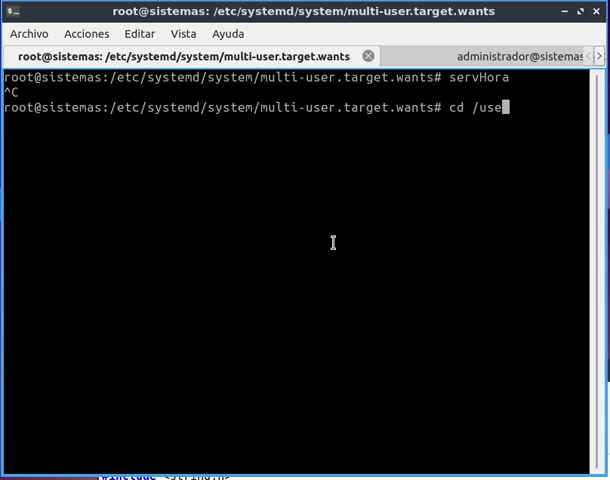 root@sistemas: /etc/systemd/system/multi-user.target.wants
Archivo Acciones Editar Vista Ayuda
root@sistemas: /etc/systemd/system/multi-user.target.wants administrador@sistemas
root@sistemas:/etc/systemd/system/multi-user.target.wants# servHora
^C
root@sistemas:/etc/systemd/system/multi-user.target.wants# cd /use
#include <string.h>